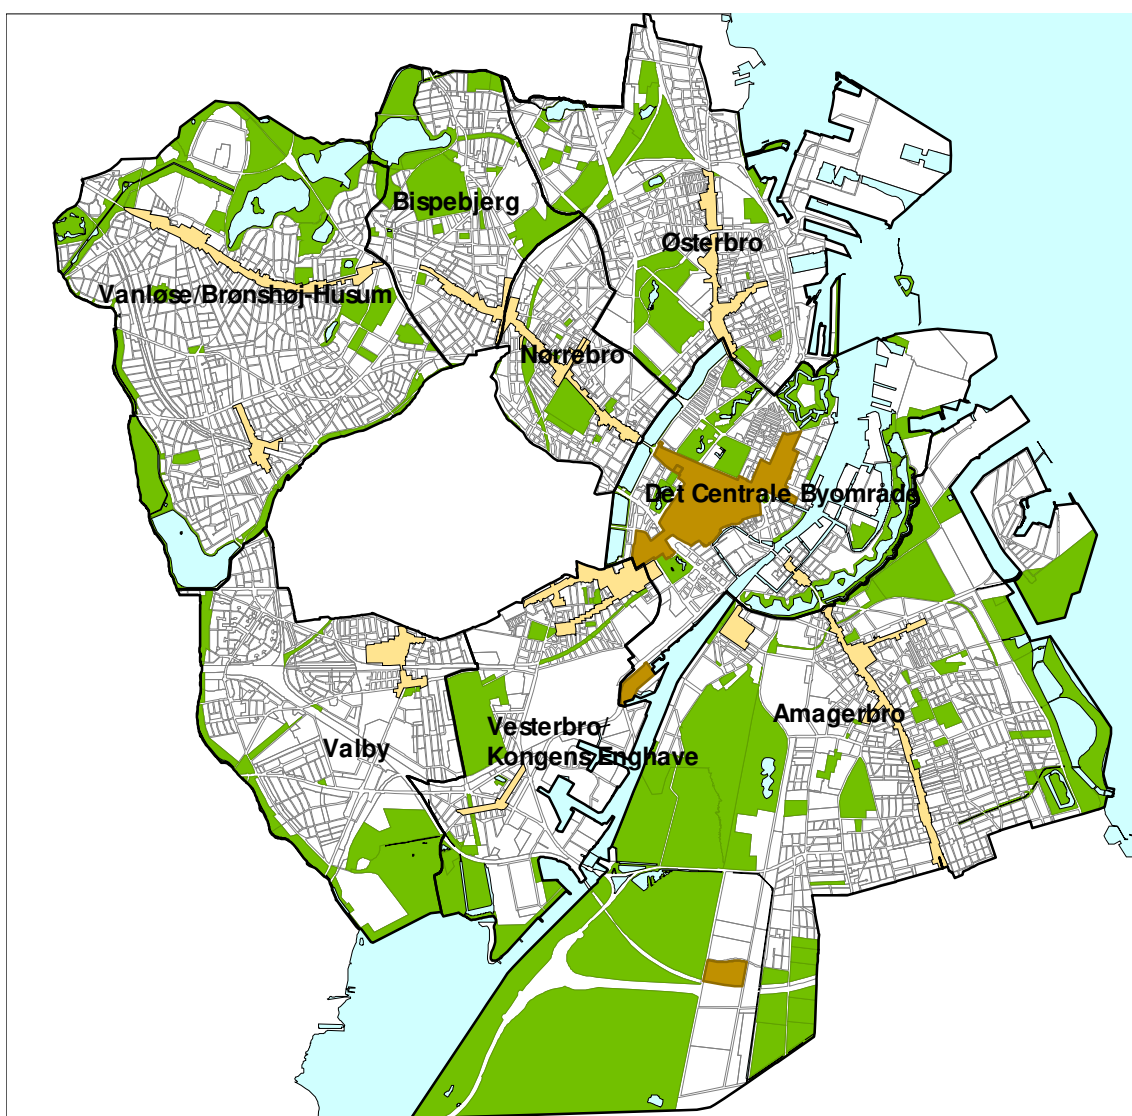 Bispebjerg
Østerbro
Vanløse/Brønshøj-Husum
Nørrebro
Det Centrale Byområde
Amagerbro
Vesterbro/
Kongens Enghave
Valby